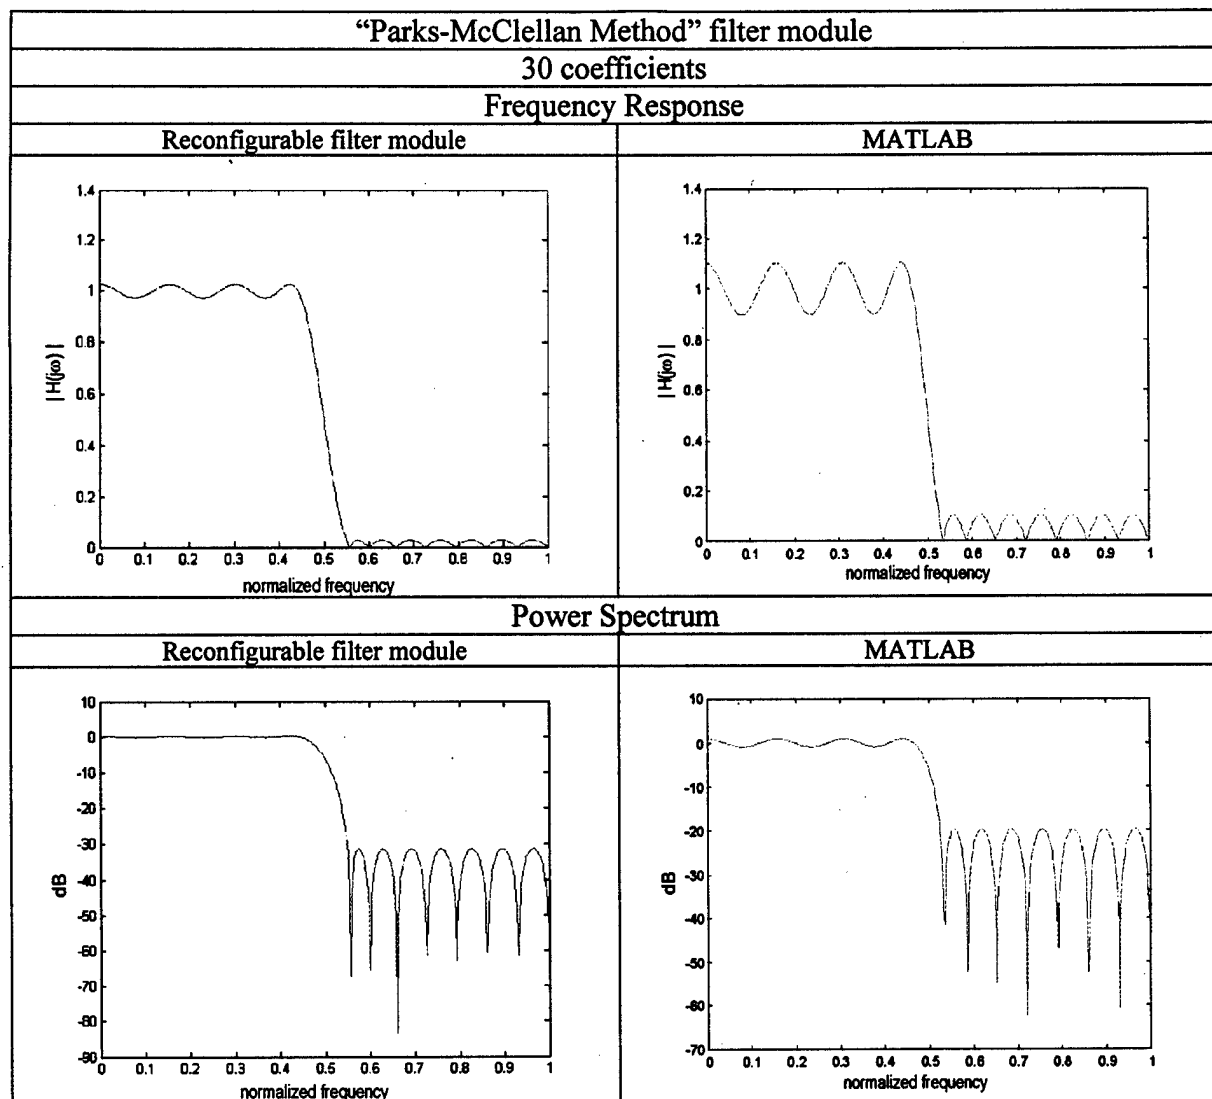 “Parks-McClellan Method” filter module
30 coefficients
Frequency Response
Reconfigurable filter module
MATLAB
1.4
1.2
1
0.8
0.6
0.4
0.2
0
|H(jω)|
0 0.1 0.2 0.3 0.4 0.5 0.6 0.7 0.8 0.9 1
normalized frequency
1.4
1.2
1
0.8
0.6
0.4
0.2
0
|H(jω)|
0 0.1 0.2 0.3 0.4 0.5 0.6 0.7 0.8 0.9 1
normalized frequency
Power Spectrum
Reconfigurable filter module
MATLAB
10
0
-10
-20
-30
-40
-50
-60
-70
-80
-90
dB
0 0.1 0.2 0.3 0.4 0.5 0.6 0.7 0.8 0.9 1
normalized frequency
10
0
-10
-20
-30
-40
-50
-60
-70
dB
0 0.1 0.2 0.3 0.4 0.5 0.6 0.7 0.8 0.9 1
normalized frequency